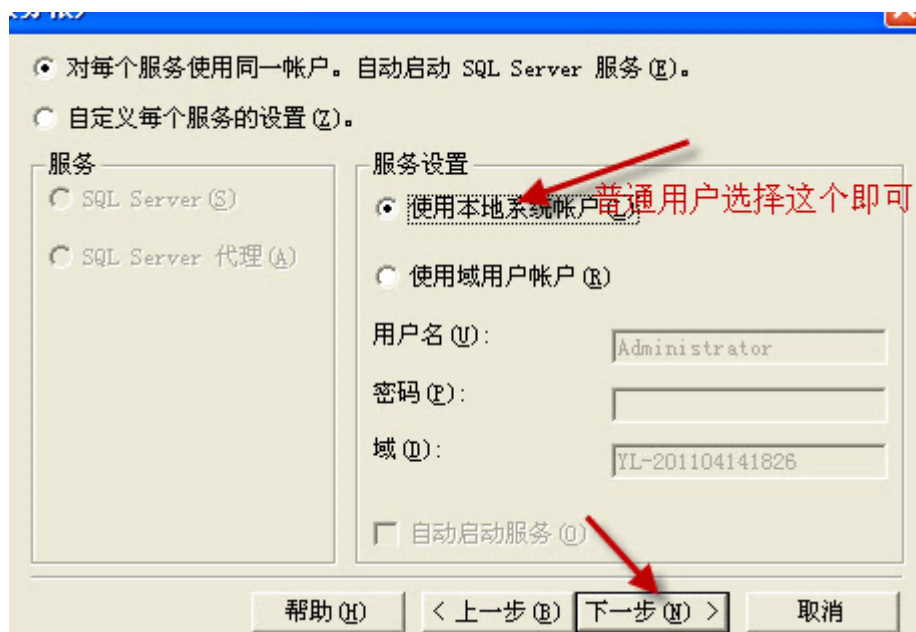 对每个服务使用同一帐户。自动启动 SQL Server 服务(E)。
自定义每个服务的设置(Z)。
服务
SQL Server(S)
SQL Server 代理(A)
服务设置
使用本地系统帐户(L)
普通用户选择这个即可
使用域用户帐户(R)
用户名(U):
Administrator
密码(P):
域(D):
YL-201104141826
自动启动服务(O)
帮助(H)
< 上一步(B)
下一步(N) >
取消